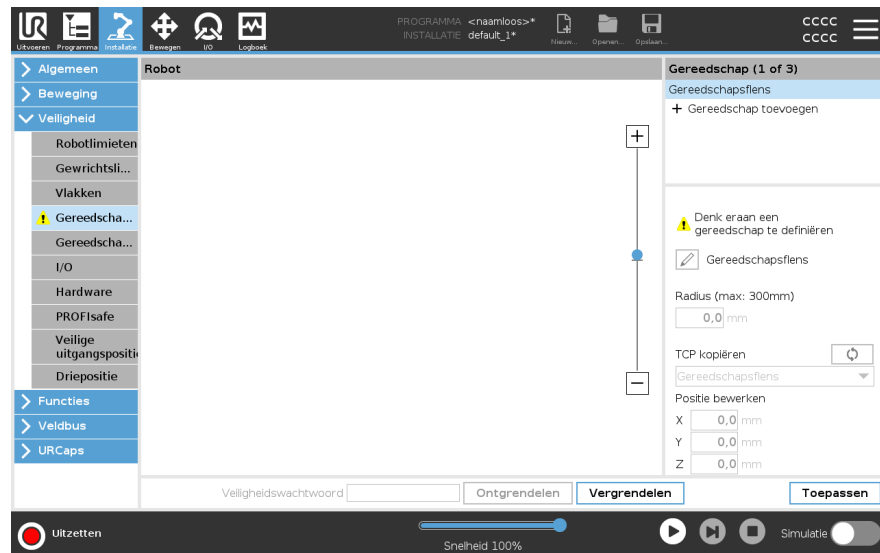 PROGRAMMA <naamloos>*
INSTALLATIE default_1*
Uitvoeren Programma Installatie Bewegen I/O Logboek
Nieuw... Openen... Opslaan...
CCCC
CCCC
Algemeen
Beweging
Veiligheid
Robotlimieten
Gewrichtsli...
Vlakken
Gereedscha...
Gereedscha...
I/O
Hardware
PROFIsafe
Veilige
uitgangspositi
Driepositie
Functies
Veldbus
URCaps
Robot
Gereedschap (1 of 3)
Gereedschapsflens
+ Gereedschap toevoegen
Denk eraan een
gereedschap te definiëren
Gereedschapsflens
Radius (max: 300mm)
0,0 mm
TCP kopiëren
Gereedschapsflens
Positie bewerken
X 0,0 mm
Y 0,0 mm
Z 0,0 mm
Veiligheidswachtwoord Ontgrendelen Vergrendelen Toepassen
Uitzetten
Snelheid 100%
Simulatie